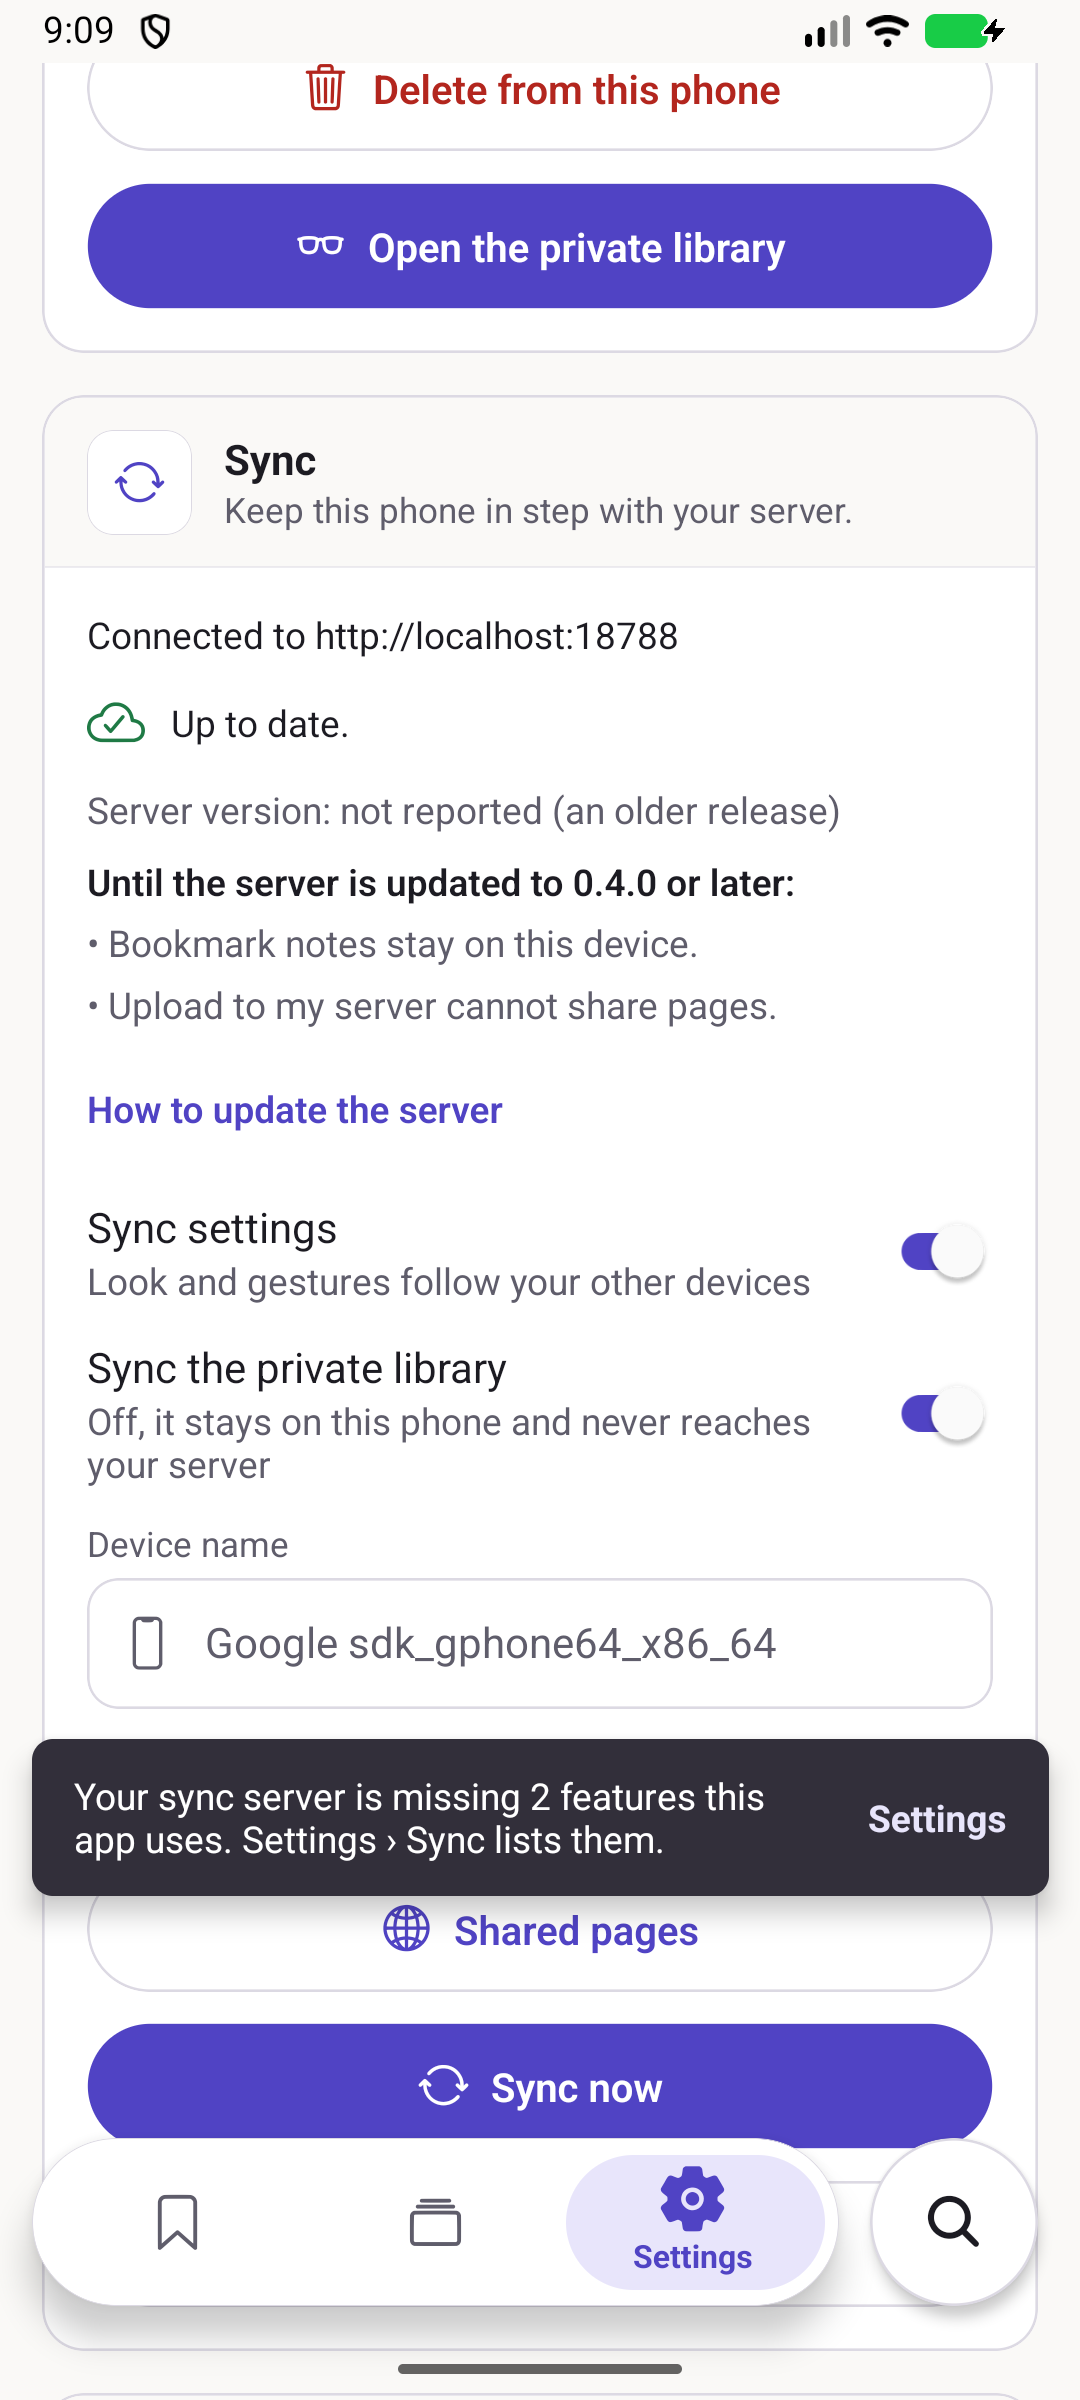 9:09
Delete from this phone
Open the private library
Sync
Keep this phone in step with your server.
Connected to http://localhost:18788
Up to date.
Server version: not reported (an older release)
Until the server is updated to 0.4.0 or later:
• Bookmark notes stay on this device.
• Upload to my server cannot share pages.
How to update the server
Sync settings
Look and gestures follow your other devices
Sync the private library
Off, it stays on this phone and never reaches
your server
Device name
Google sdk_gphone64_x86_64
Your sync server is missing 2 features this
app uses. Settings › Sync lists them.
Settings
Shared pages
Sync now
Settings